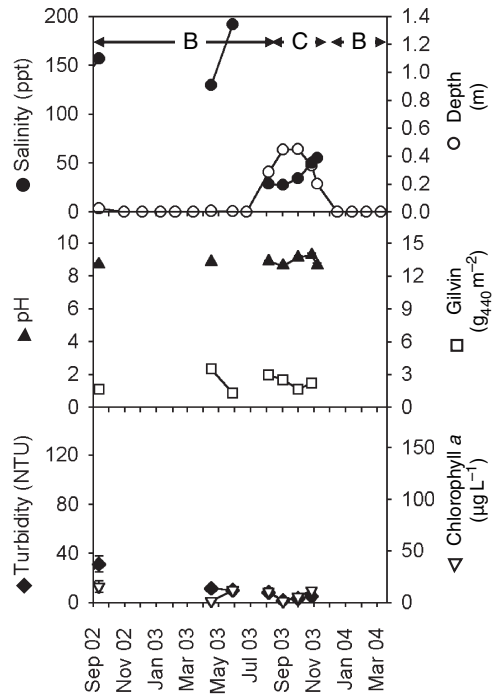 200
150
100
50
0
Salinity (ppt)
B
C
B
1.4
1.2
1.0
0.8
0.6
0.4
0.2
0
Depth
(m)
10
8
6
4
2
0
pH
15
12
9
6
3
0
Gilvin
(g440 m−2)
120
80
40
0
Turbidity (NTU)
150
100
50
0
Chlorophyll a
(µg L−1)
Sep 02
Nov 02
Jan 03
Mar 03
May 03
Jul 03
Sep 03
Nov 03
Jan 04
Mar 04